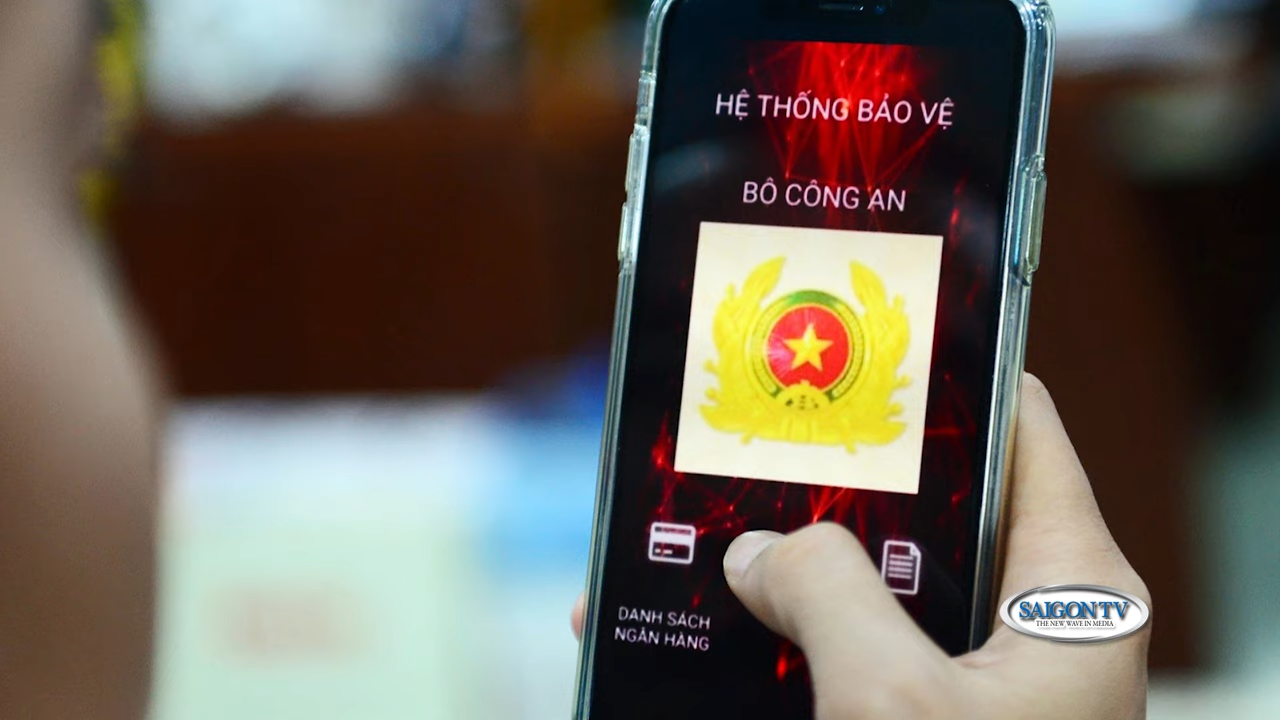 HỆ THỐNG BẢO VỆ
BÔ CÔNG AN
DANH SÁCH
NGÂN HÀNG
SAIGON TV
THE NEW WAVE IN MEDIA